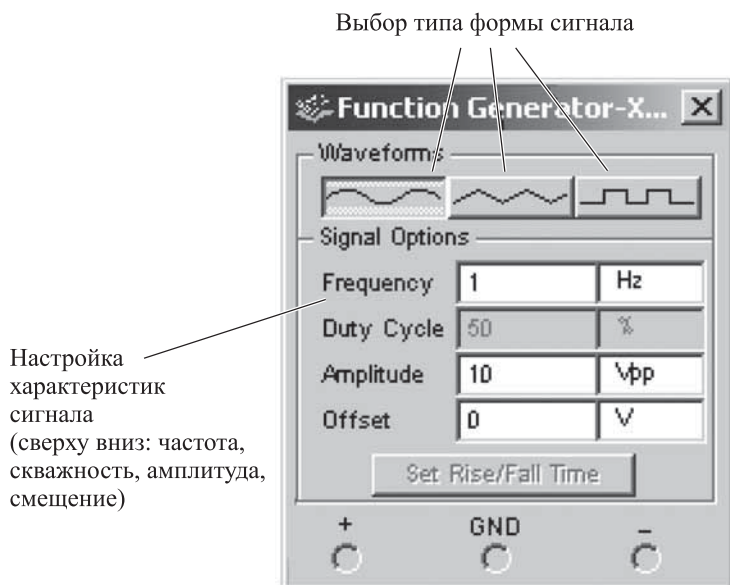 Выбор типа формы сигнала
Function Generator-X...
Waveforms
Signal Options
Frequency 1 Hz
Duty Cycle 50 %
Amplitude 10 Vpp
Offset 0 V
Set Rise/Fall Time
+ GND –
Настройка
характеристик
сигнала
(сверху вниз: частота,
скважность, амплитуда,
смещение)